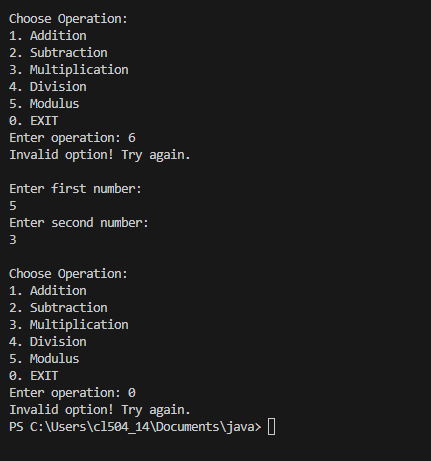 Choose Operation:
1. Addition
2. Subtraction
3. Multiplication
4. Division
5. Modulus
0. EXIT
Enter operation: 6
Invalid option! Try again.
Enter first number:
5
Enter second number:
3
Choose Operation:
1. Addition
2. Subtraction
3. Multiplication
4. Division
5. Modulus
0. EXIT
Enter operation: 0
Invalid option! Try again.
PS C:\Users\cl504_14\Documents\java>